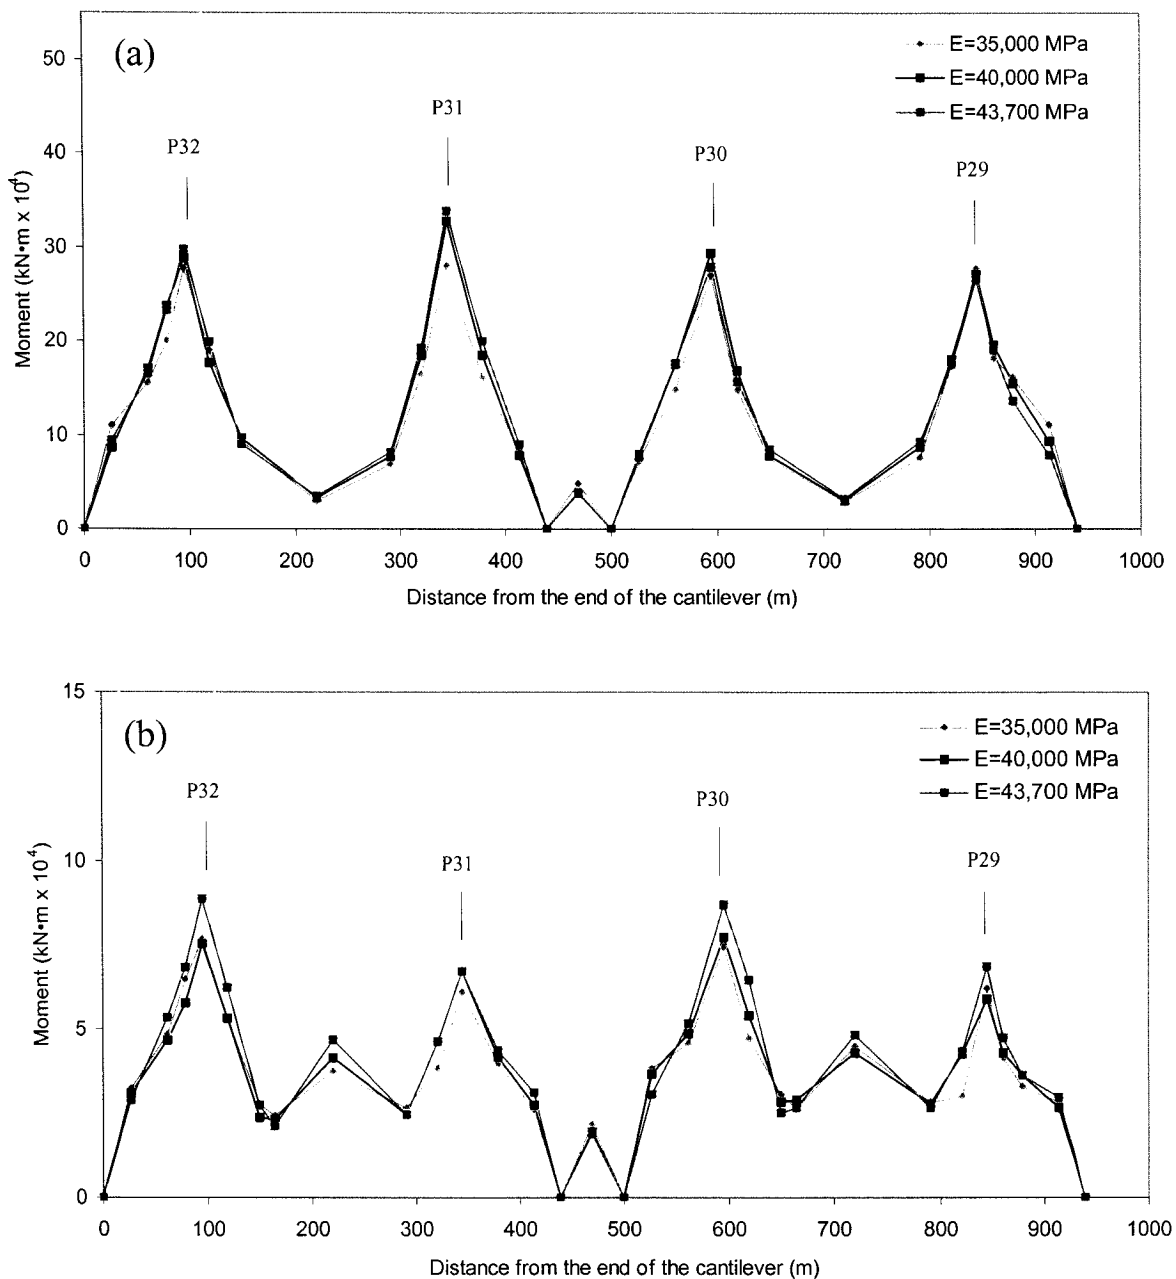 (a)
E=35,000 MPa
E=40,000 MPa
E=43,700 MPa
P32
P31
P30
P29
50
40
30
20
10
0
Moment (kN•m x 10⁴)
0 100 200 300 400 500 600 700 800 900 1000
Distance from the end of the cantilever (m)
(b)
E=35,000 MPa
E=40,000 MPa
E=43,700 MPa
P32
P31
P30
P29
15
10
5
0
Moment (kN•m x 10⁻⁴)
0 100 200 300 400 500 600 700 800 900 1000
Distance from the end of the cantilever (m)